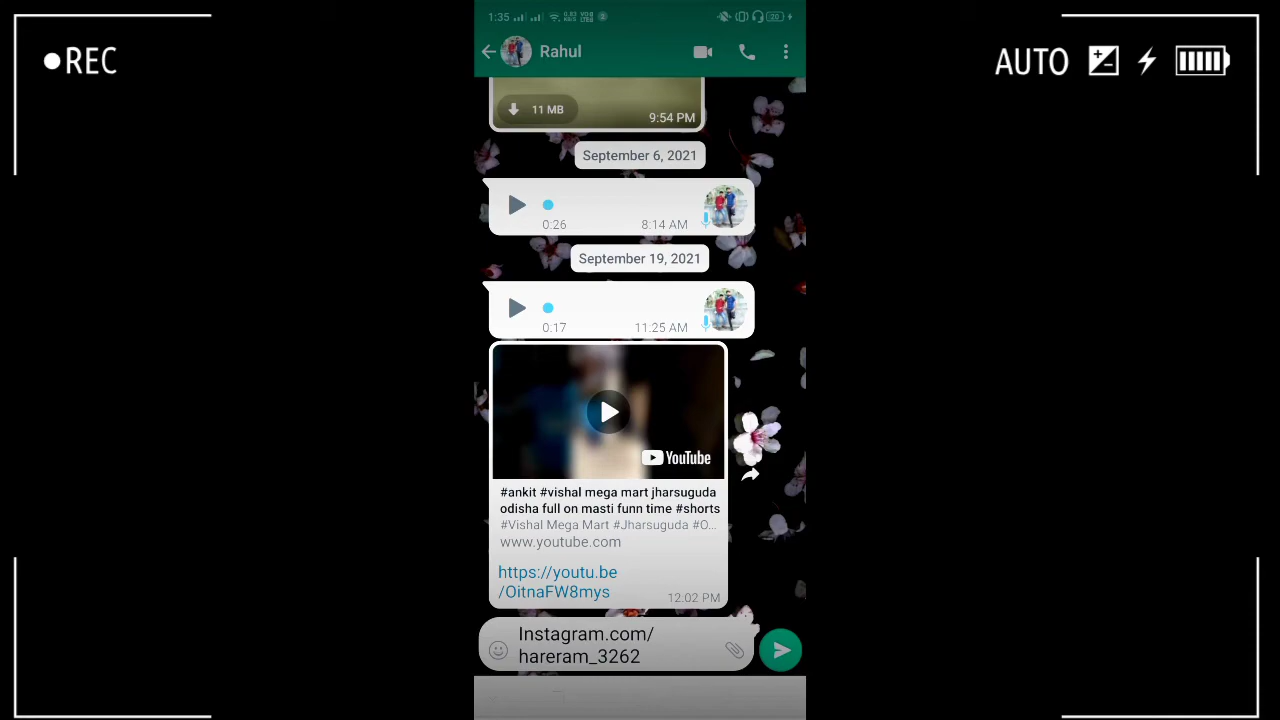 REC
AUTO
1:35
20
Rahul
11 MB
9:54 PM
September 6, 2021
0:26
8:14 AM
September 19, 2021
0:17
11:25 AM
YouTube
#ankit #vishal mega mart jharsuguda
odisha full on masti funn time #shorts
#Vishal Mega Mart #Jharsuguda #O...
www.youtube.com
https://youtu.be
/OitnaFW8mys
12:02 PM
Instagram.com/
hareram_3262